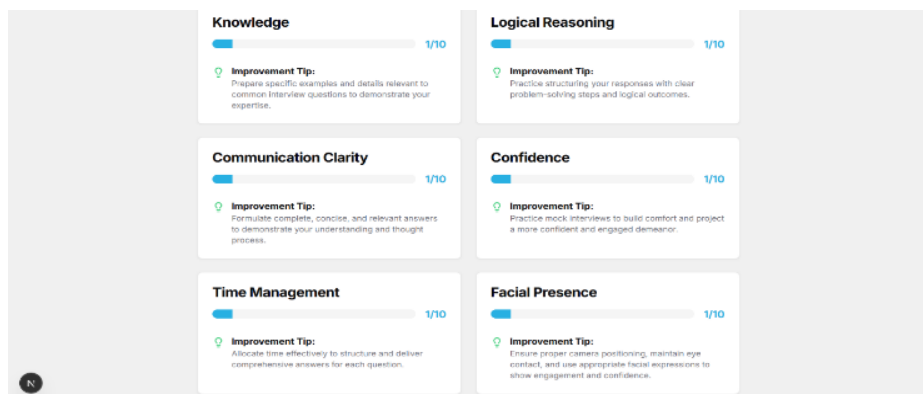 Knowledge
1/10
Improvement Tip:
Prepare specific examples and details relevant to
common interview questions to demonstrate your
expertise.
Logical Reasoning
1/10
Improvement Tip:
Practice structuring your responses with clear
problem-solving steps and logical outcomes.
Communication Clarity
1/10
Improvement Tip:
Formulate complete, concise, and relevant answers
to demonstrate your understanding and thought
process.
Confidence
1/10
Improvement Tip:
Practice mock interviews to build comfort and project
a more confident and engaged demeanor.
Time Management
1/10
Improvement Tip:
Allocate time effectively to structure and deliver
comprehensive answers for each question.
Facial Presence
1/10
Improvement Tip:
Ensure proper camera positioning, maintain eye
contact, and use appropriate facial expressions to
show engagement and confidence.
N